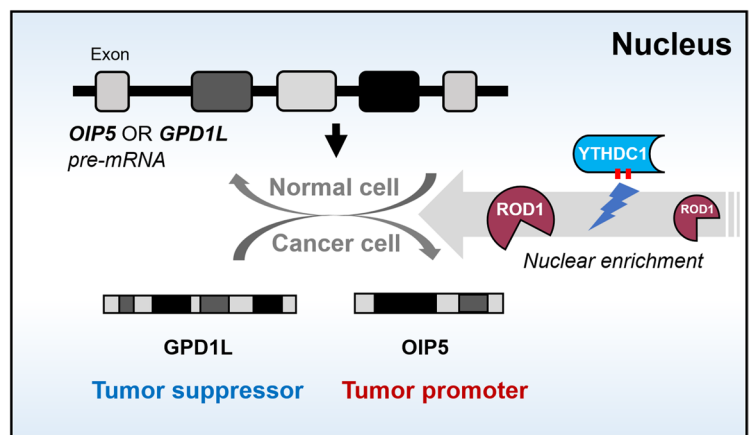 Nucleus
Exon
OIP5 OR GPD1L
pre-mRNA
YTHDC1
Normal cell
ROD1
ROD1
Cancer cell
Nuclear enrichment
GPD1L
OIP5
Tumor suppressor
Tumor promoter